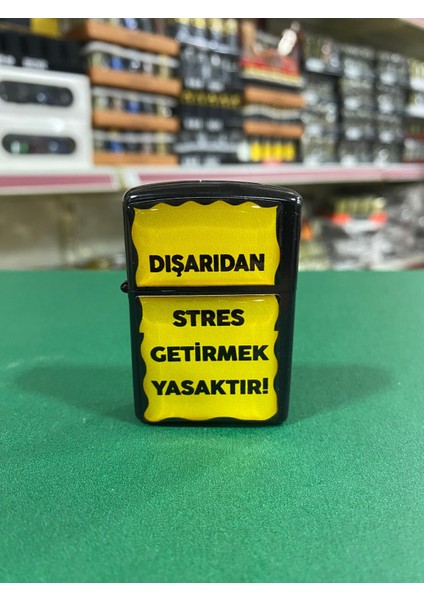 DIŞARIDAN
STRES
GETİRMEK
YASAKTIR!